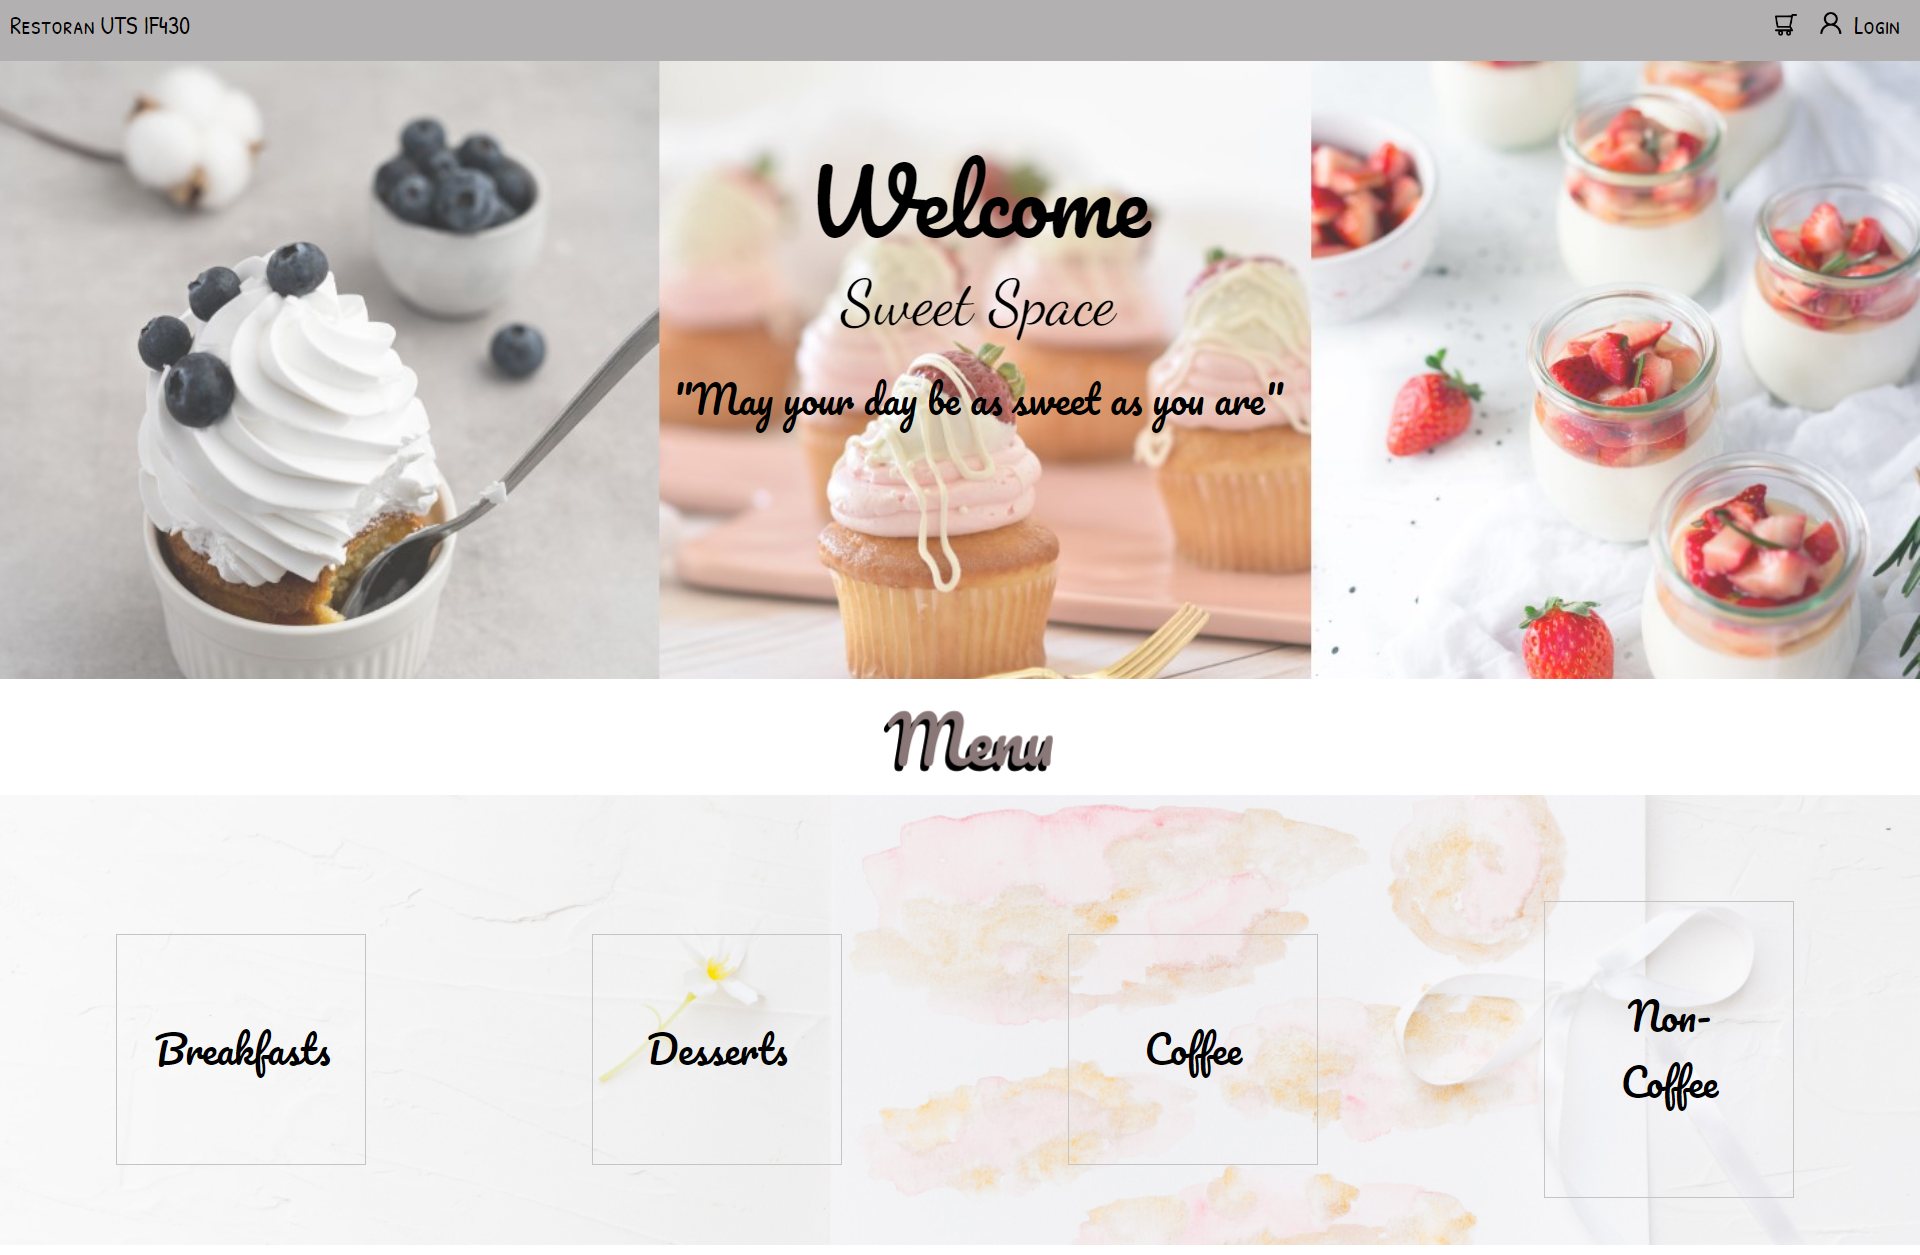 Restoran UTS IF430
Login
Welcome
Sweet Space
"May your day be as sweet as you are"
Menu
Breakfasts
Desserts
Coffee
Non-
Coffee